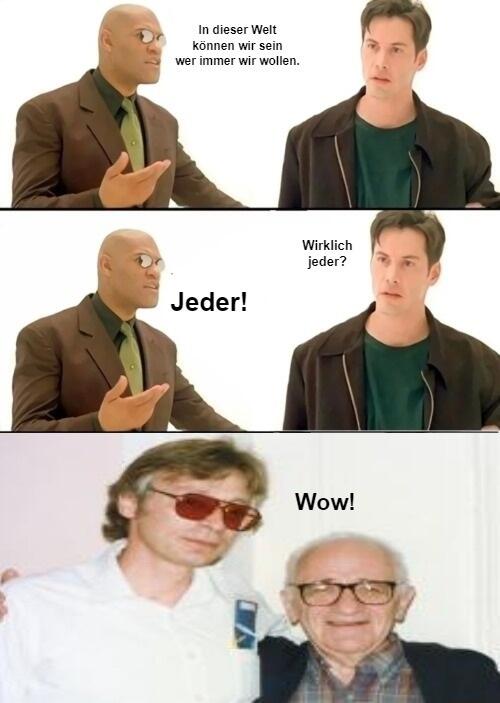 In dieser Welt
können wir sein
wer immer wir wollen.
Wirklich
jeder?
Jeder!
Wow!